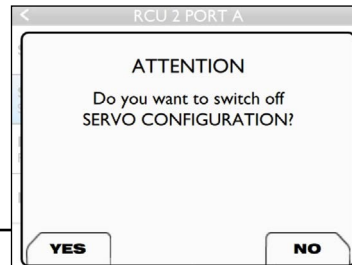 RCU 2 PORT A
ATTENTION
Do you want to switch off
SERVO CONFIGURATION?
YES
NO